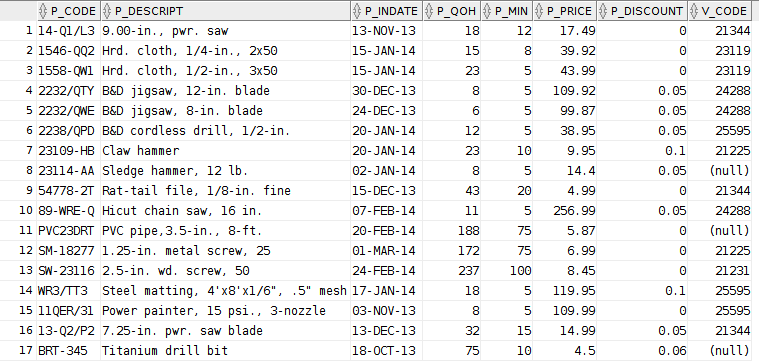 P_CODE P_DESCRIPT P_INDATE P_QOH P_MIN P_PRICE P_DISCOUNT V_CODE
1 14-Q1/L3 9.00-in., pwr. saw 13-NOV-13 18 12 17.49 0 21344
2 1546-QQ2 Hrd. cloth, 1/4-in., 2x50 15-JAN-14 15 8 39.92 0 23119
3 1558-QW1 Hrd. cloth, 1/2-in., 3x50 15-JAN-14 23 5 43.99 0 23119
4 2232/QTY B&D jigsaw, 12-in. blade 30-DEC-13 8 5 109.92 0.05 24288
5 2232/QWE B&D jigsaw, 8-in. blade 24-DEC-13 6 5 99.87 0.05 24288
6 2238/QPD B&D cordless drill, 1/2-in. 20-JAN-14 12 5 38.95 0.05 25595
7 23109-HB Claw hammer 20-JAN-14 23 10 9.95 0.1 21225
8 23114-AA Sledge hammer, 12 lb. 02-JAN-14 8 5 14.4 0.05 (null)
9 54778-2T Rat-tail file, 1/8-in. fine 15-DEC-13 43 20 4.99 0 21344
10 89-WRE-Q Hicut chain saw, 16 in. 07-FEB-14 11 5 256.99 0.05 24288
11 PVC23DRT PVC pipe,3.5-in., 8-ft. 20-FEB-14 188 75 5.87 0 (null)
12 SM-18277 1.25-in. metal screw, 25 01-MAR-14 172 75 6.99 0 21225
13 SW-23116 2.5-in. wd. screw, 50 24-FEB-14 237 100 8.45 0 21231
14 WR3/TT3 Steel matting, 4'x8'x1/6", .5" mesh 17-JAN-14 18 5 119.95 0.1 25595
15 11QER/31 Power painter, 15 psi., 3-nozzle 03-NOV-13 8 5 109.99 0 25595
16 13-Q2/P2 7.25-in. pwr. saw blade 13-DEC-13 32 15 14.99 0.05 21344
17 BRT-345 Titanium drill bit 18-OCT-13 75 10 4.5 0.06 (null)